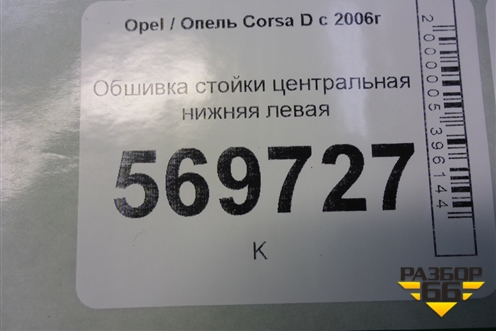 Opel / Опель Corsa D с 2006г
Обшивка стойки центральная
нижняя левая
569727
К
2000005396144
РАЗБОР
66